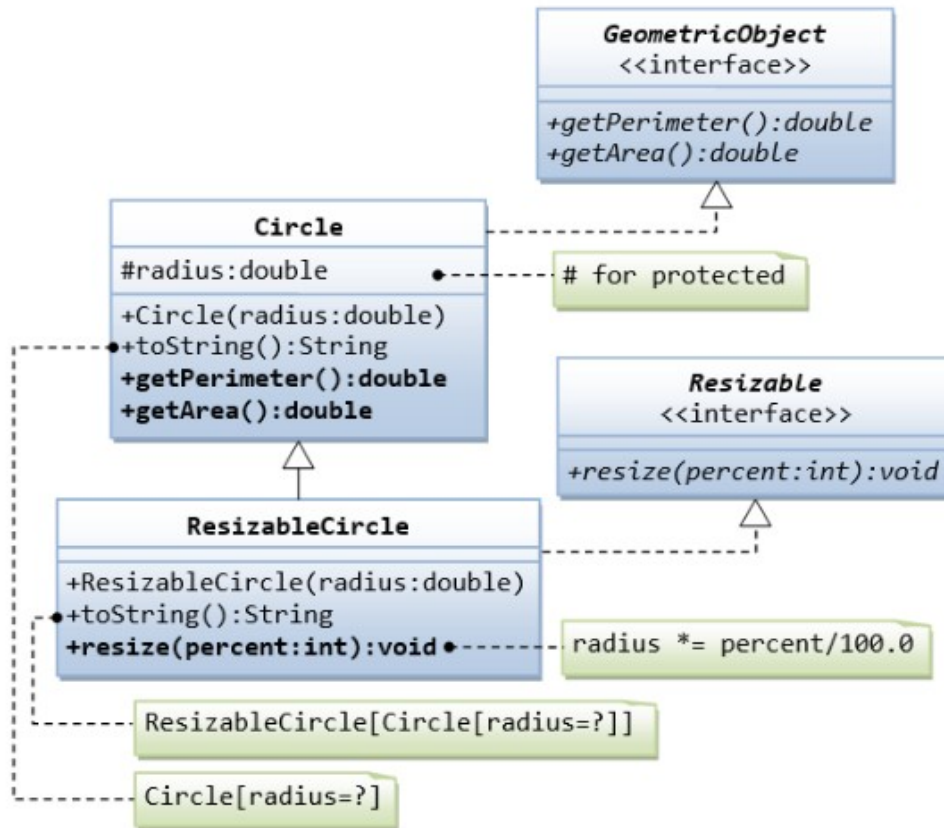 GeometricObject
<<interface>>
+getPerimeter():double
+getArea():double
Circle
#radius:double
# for protected
+Circle(radius:double)
+toString():String
+getPerimeter():double
+getArea():double
Resizable
<<interface>>
+resize(percent:int):void
ResizableCircle
+ResizableCircle(radius:double)
+toString():String
+resize(percent:int):void
radius *= percent/100.0
ResizableCircle[Circle[radius=?]]
Circle[radius=?]